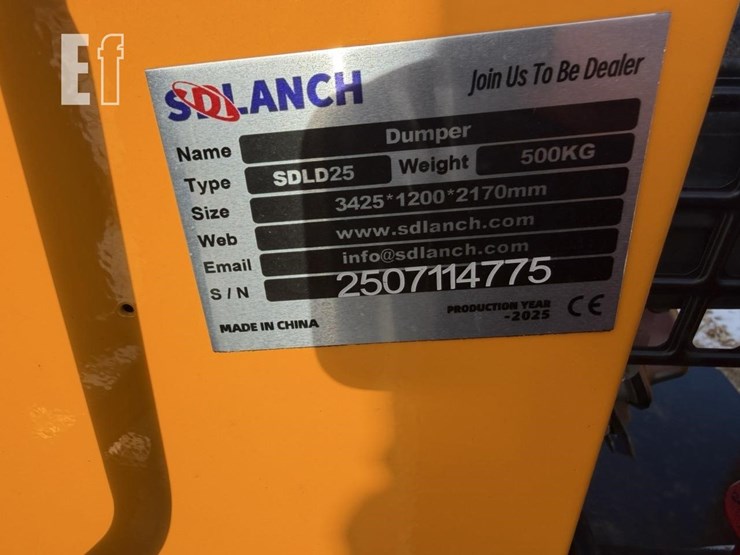 Ef
SDLANCH Join Us To Be Dealer
Name Dumper
Type SDLD25 Weight 500KG
Size 3425*1200*2170mm
Web www.sdlanch.com
Email info@sdlanch.com
S / N 2507114775
MADE IN CHINA PRODUCTION YEAR
-2025 CE